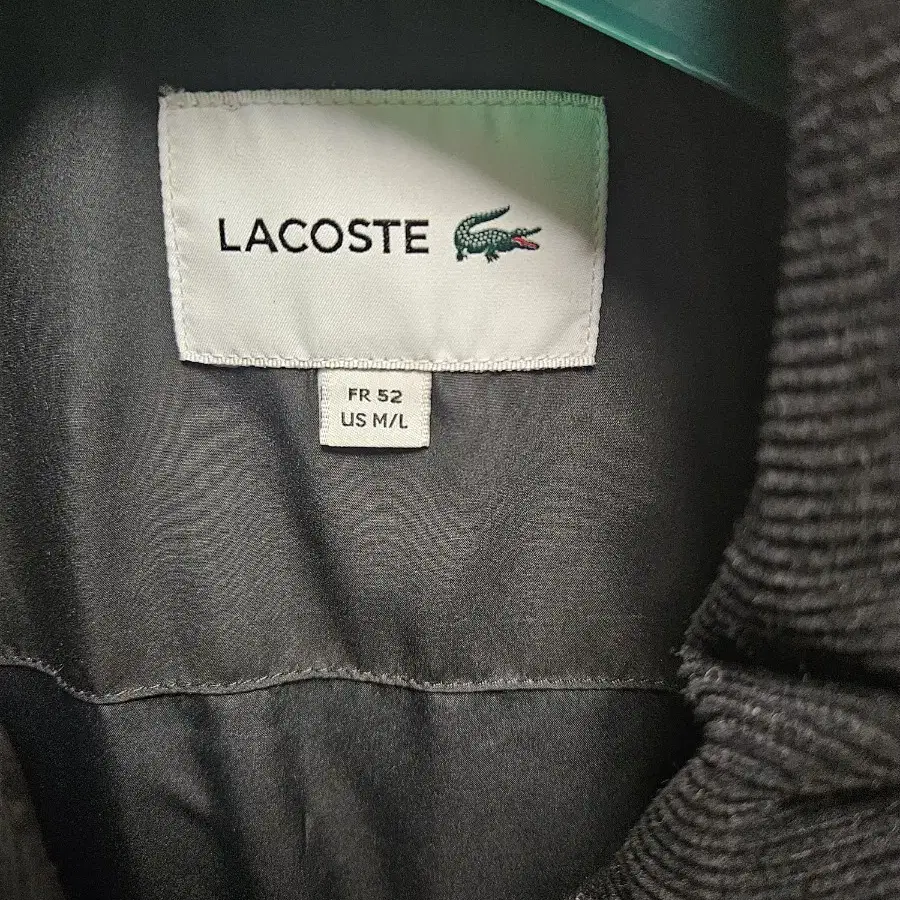 LACOSTE
FR 52
US M/L